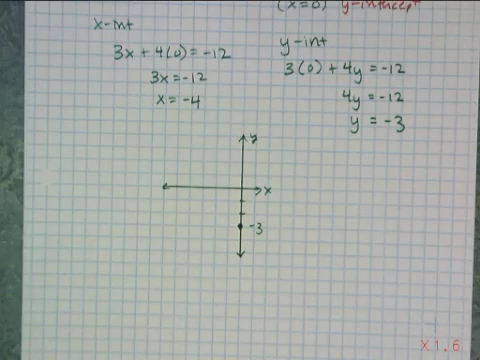 (x=0) y-intercept
x-int
3x + 4(0) = -12
3x = -12
x = -4
y-int
3(0) + 4y = -12
4y = -12
y = -3
y
x
-3
X1.6